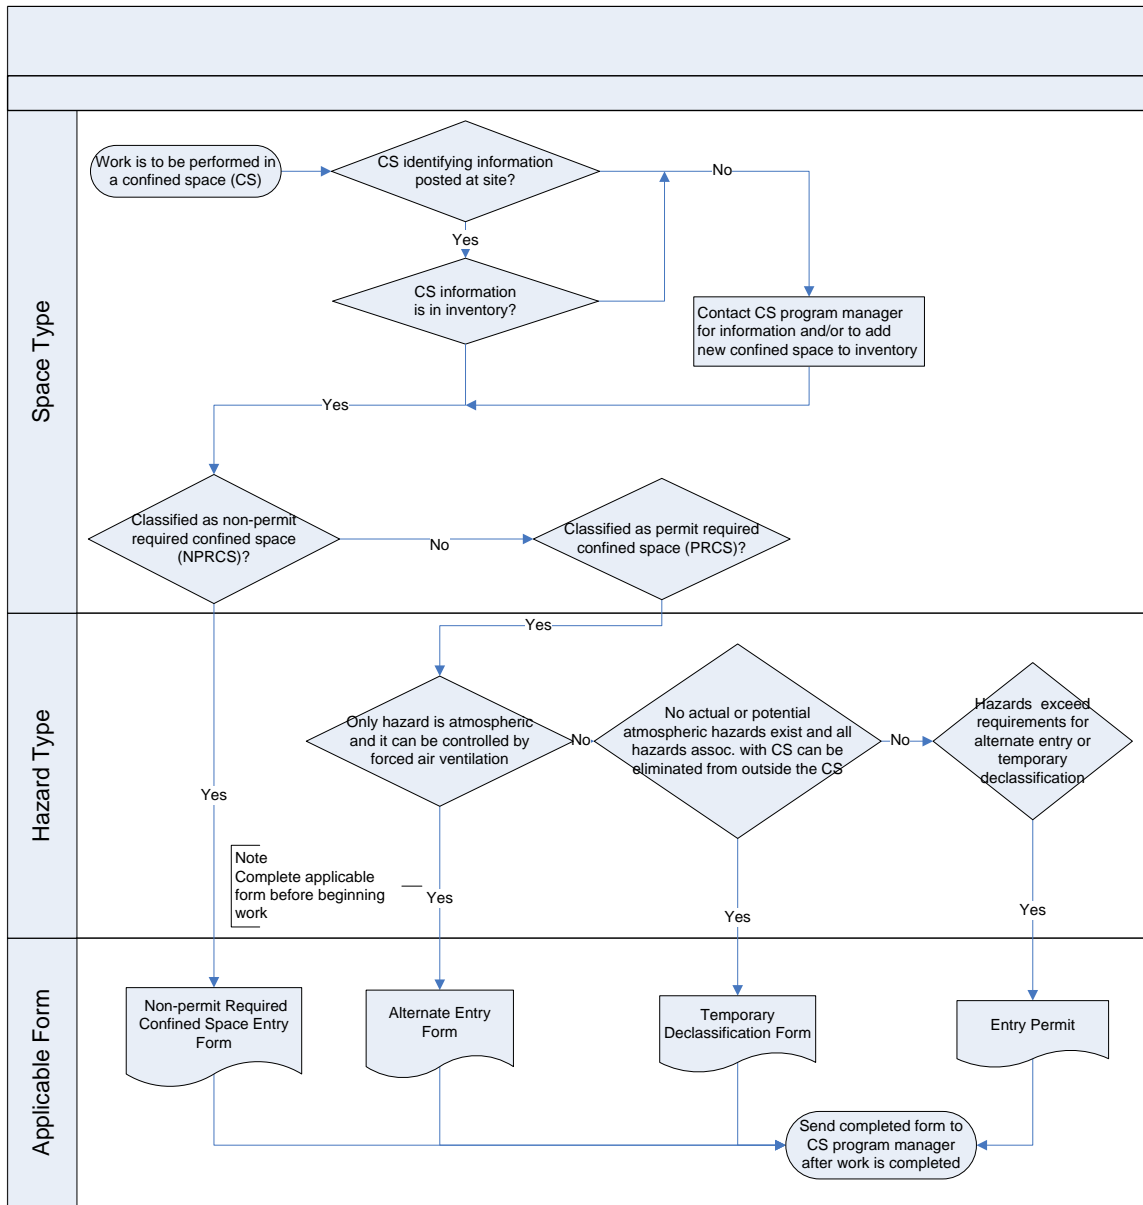 Space Type
Work is to be performed in
a confined space (CS)
CS identifying information
posted at site?
No
Yes
CS information
is in inventory?
Contact CS program manager
for information and/or to add
new confined space to inventory
Yes
Classified as non-permit
required confined space
(NPRCS)?
No
Classified as permit required
confined space (PRCS)?
Hazard Type
Yes
Only hazard is atmospheric
and it can be controlled by
forced air ventilation
No
No actual or potential
atmospheric hazards exist and all
hazards assoc. with CS can be
eliminated from outside the CS
No
Hazards exceed
requirements for
alternate entry or
temporary
declassification
Yes
Note
Complete applicable
form before beginning
work
Yes
Yes
Yes
Applicable Form
Non-permit Required
Confined Space Entry
Form
Alternate Entry
Form
Temporary
Declassification Form
Entry Permit
Send completed form to
CS program manager
after work is completed